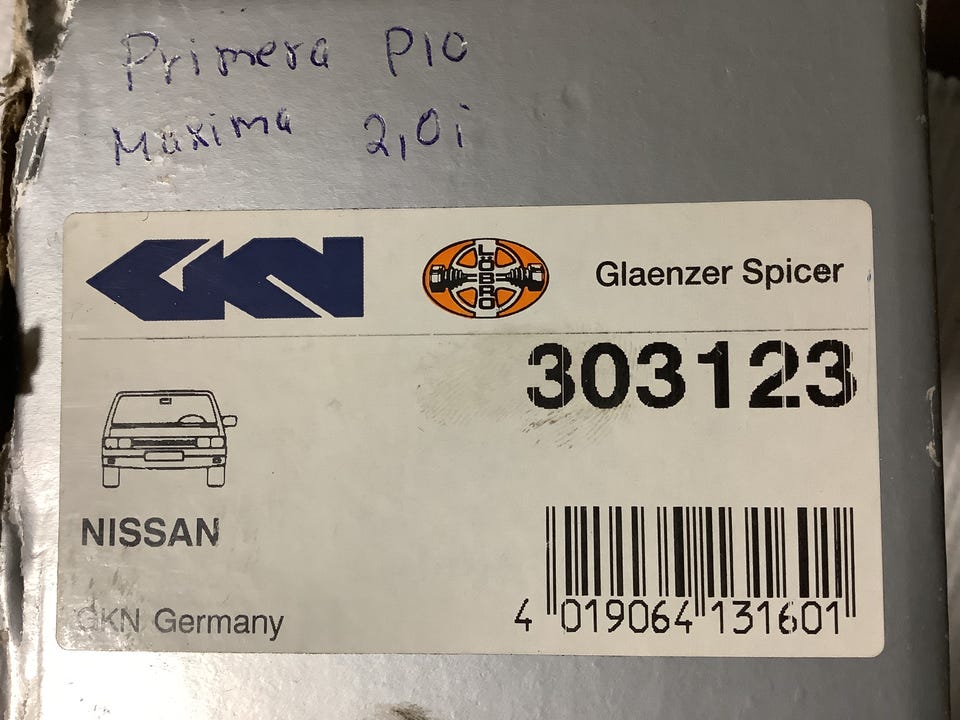 Primera P10
Maxima 2,0i
GKN LÖBRO Glaenzer Spicer
303123
NISSAN
GKN Germany
4 019064 131601